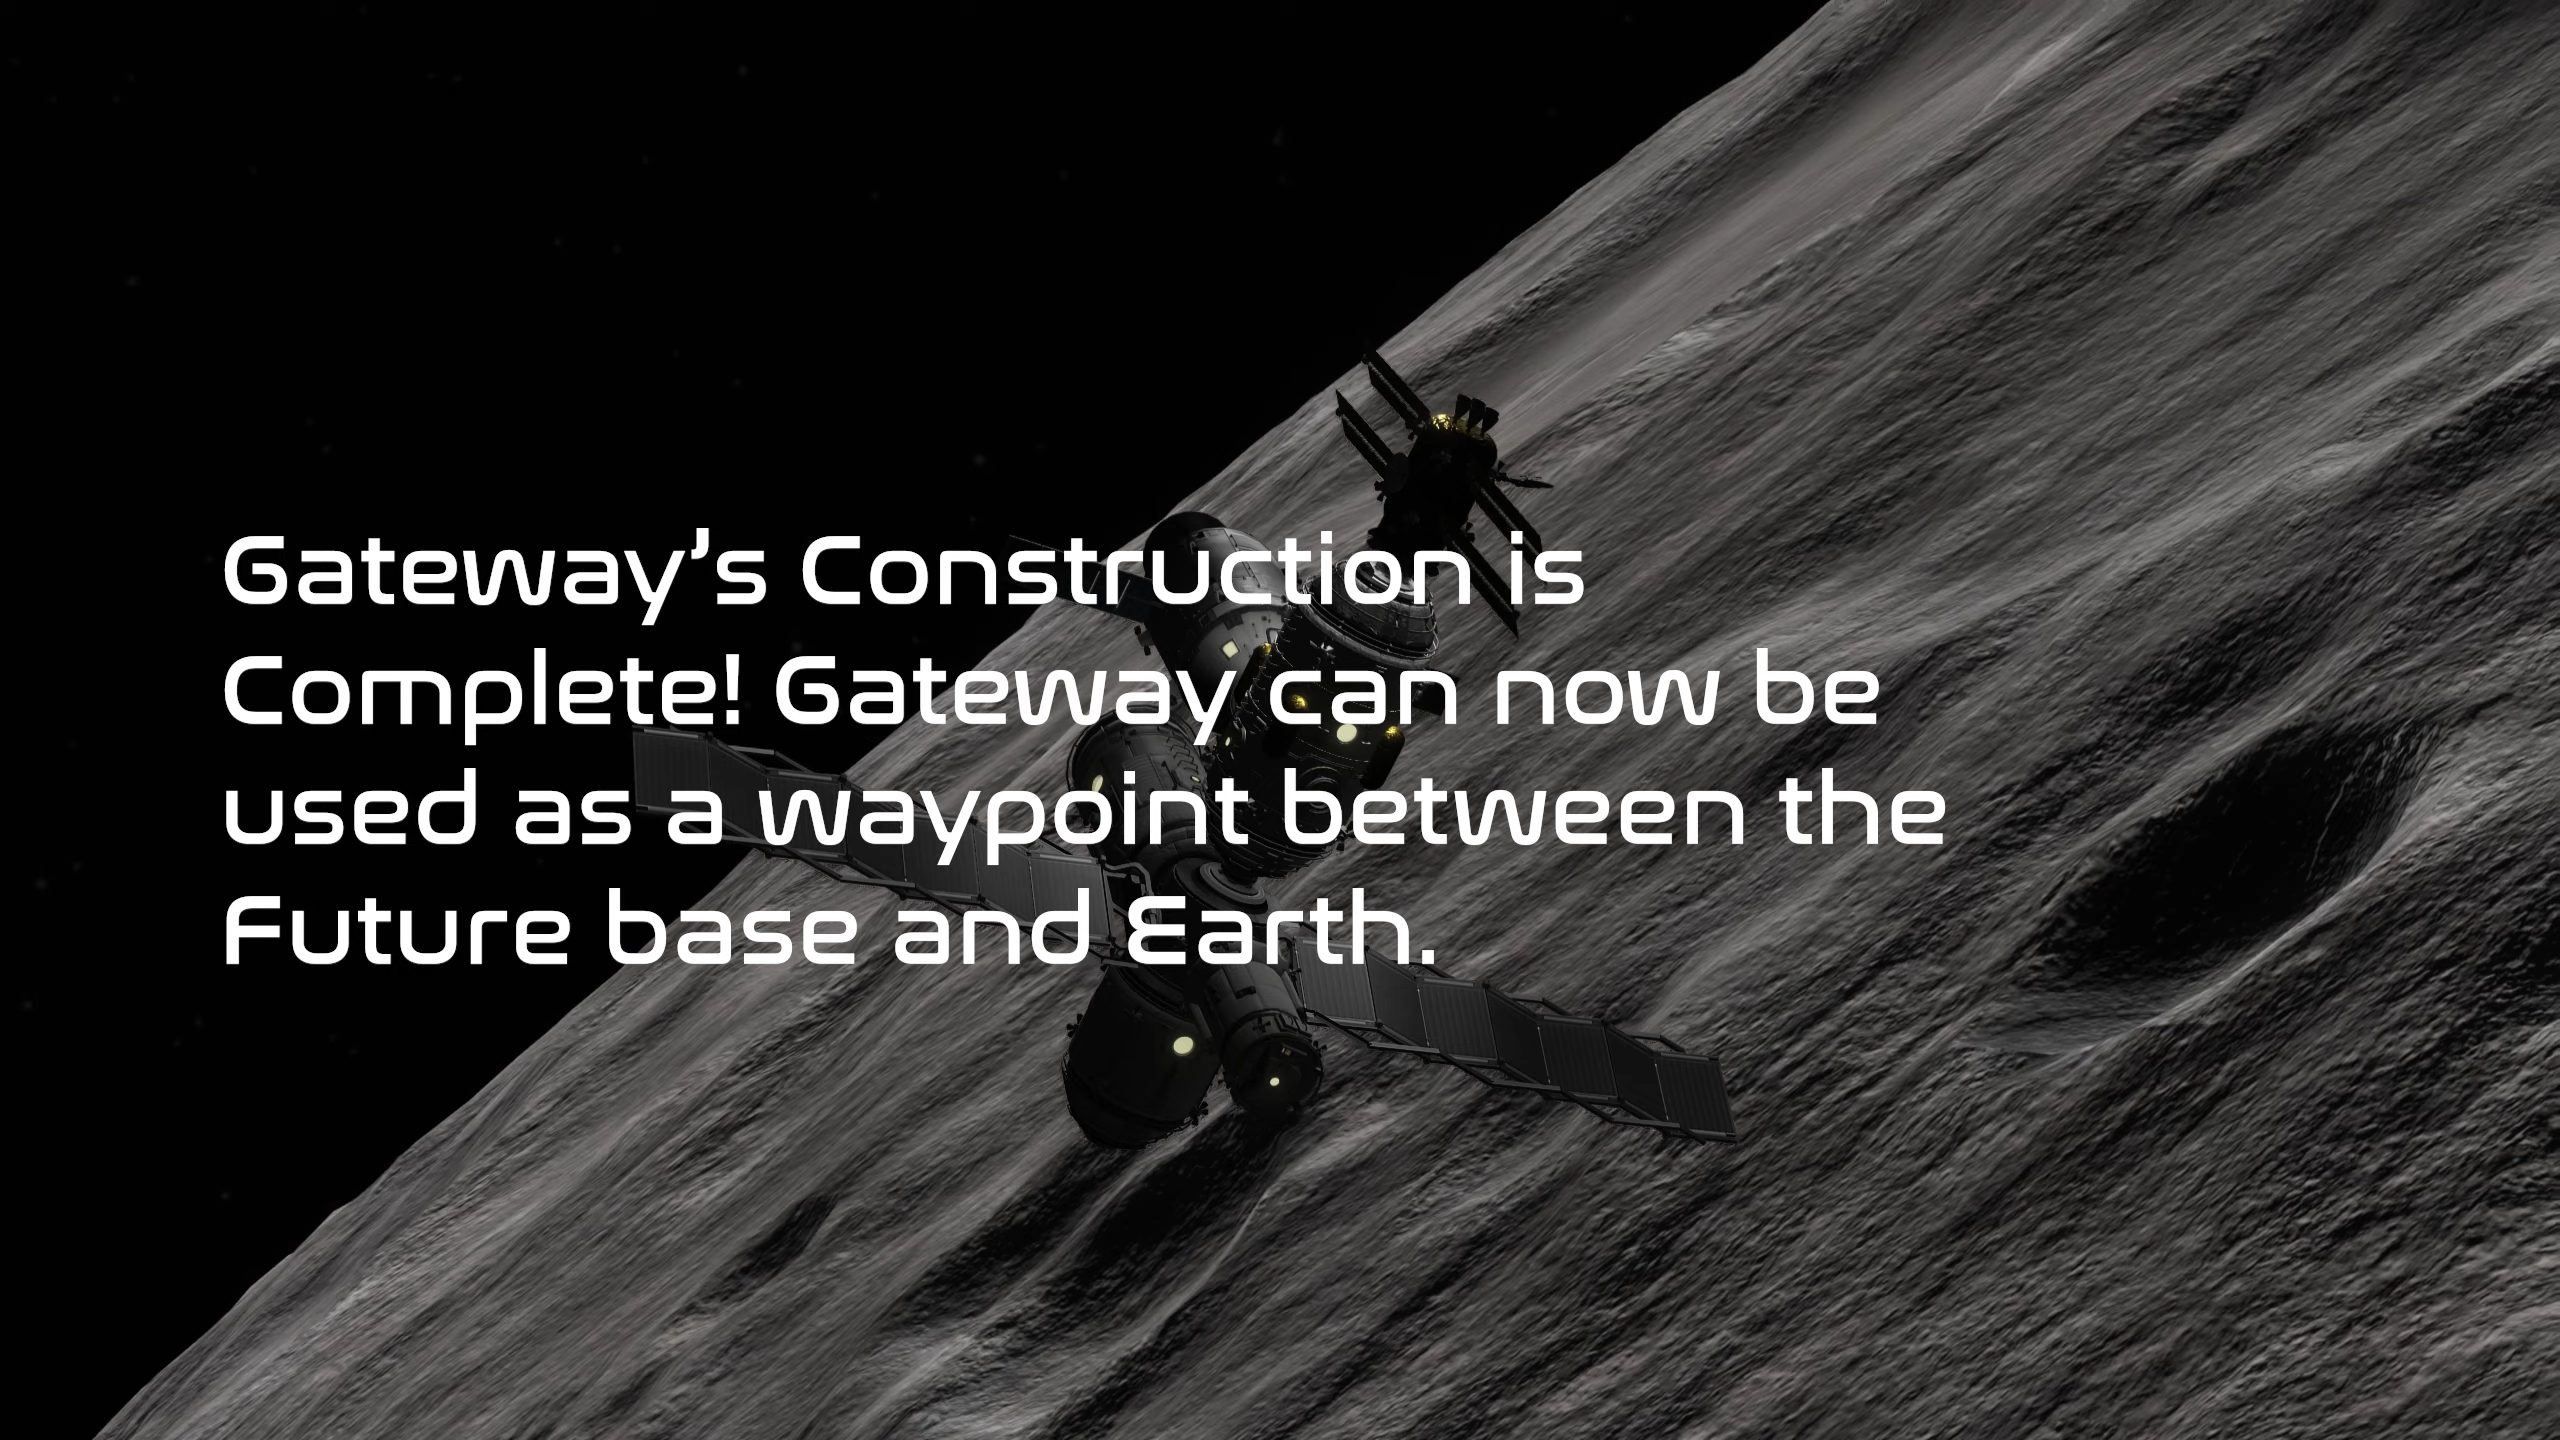 Gateway’s Construction is
Complete! Gateway can now be
used as a waypoint between the
Future base and Earth.